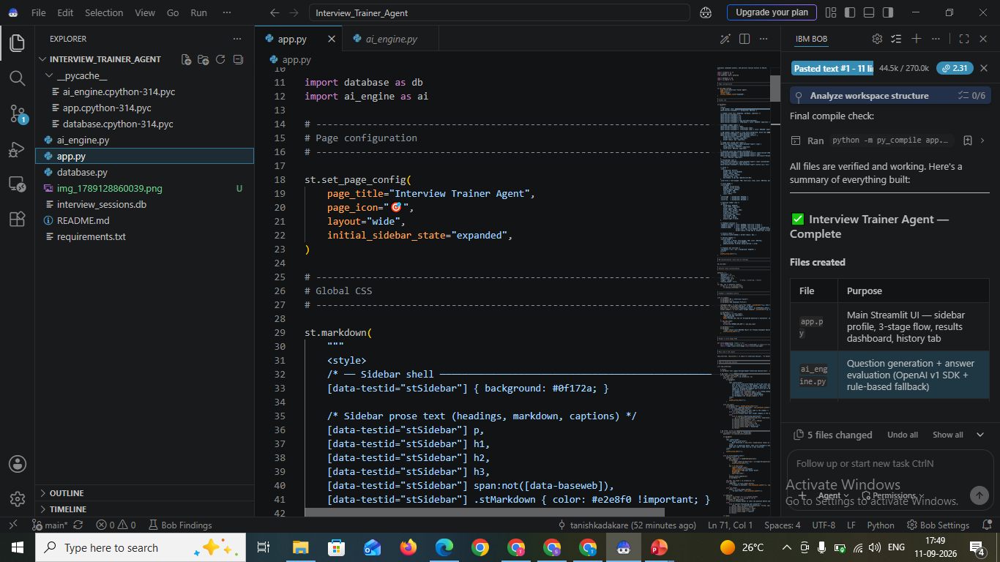 File Edit Selection View Go Run ···
Interview_Trainer_Agent
Upgrade your plan
EXPLORER
INTERVIEW_TRAINER_AGENT
__pycache__
ai_engine.cpython-314.pyc
app.cpython-314.pyc
database.cpython-314.pyc
ai_engine.py
app.py
database.py
img_1789128860039.png U
interview_sessions.db
README.md
requirements.txt
OUTLINE
TIMELINE
1
app.py
ai_engine.py
app.py
10
11 import database as db
12 import ai_engine as ai
13
14 # ----------------------------------------------------------------------
15 # Page configuration
16 # ----------------------------------------------------------------------
17
18 st.set_page_config(
19 page_title="Interview Trainer Agent",
20 page_icon="🎯",
21 layout="wide",
22 initial_sidebar_state="expanded",
23 )
24
25 # ----------------------------------------------------------------------
26 # Global CSS
27 # ----------------------------------------------------------------------
28
29 st.markdown(
30 """
31 <style>
32 /* —— Sidebar shell ——————————————————————————————
33 [data-testid="stSidebar"] { background: #0f172a; }
34
35 /* Sidebar prose text (headings, markdown, captions) */
36 [data-testid="stSidebar"] p,
37 [data-testid="stSidebar"] h1,
38 [data-testid="stSidebar"] h2,
39 [data-testid="stSidebar"] h3,
40 [data-testid="stSidebar"] span:not([data-baseweb]),
41 [data-testid="stSidebar"] .stMarkdown { color: #e2e8f0 !important; }
42
IBM BOB
Pasted text #1 - 11 li 44.5k / 270.0k 2.31
Analyze workspace structure 0/6
Final compile check:
Ran python -m py_compile app.…
All files are verified and working. Here's a
summary of everything built:
✅ Interview Trainer Agent —
Complete
Files created
File Purpose
app.p
y
Main Streamlit UI — sidebar
profile, 3-stage flow, results
dashboard, history tab
ai_eng
ine.py
Question generation + answer
evaluation (OpenAI v1 SDK +
rule-based fallback)
5 files changed Undo all Show all
Follow up or start new task CtrlN
Activate Windows
Go to Settings to activate Windows.
Agent Permissions
main* 0 0 Bob Findings
tanishkadakare (52 minutes ago) Ln 71, Col 1 Spaces: 4 UTF-8 LF Python Bob Settings
Type here to search
26°C ENG
17:49
11-09-2026
4